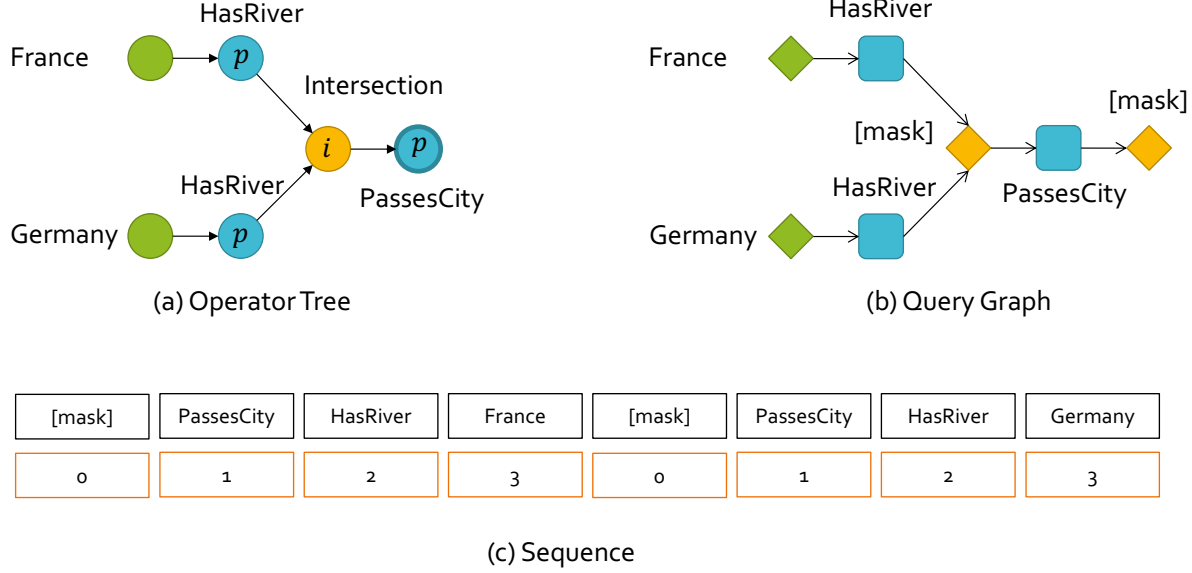 HasRiver
France
p
Intersection
i
p
HasRiver
PassesCity
Germany
p
(a) Operator Tree
HasRiver
France
[mask]
[mask]
HasRiver
PassesCity
Germany
(b) Query Graph
[mask] PassesCity HasRiver France [mask] PassesCity HasRiver Germany
0 1 2 3 0 1 2 3
(c) Sequence